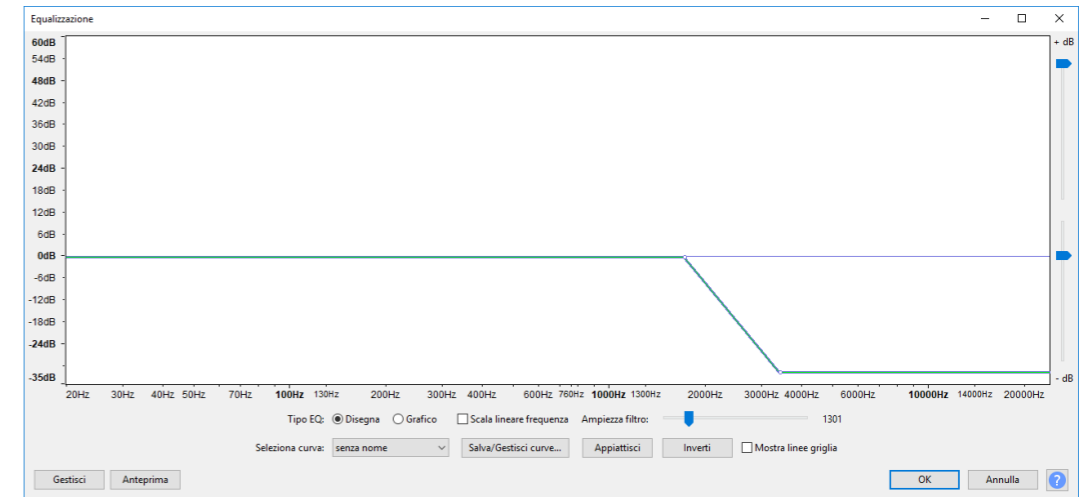 Equalizzazione
60dB + dB
54dB
48dB
42dB
36dB
30dB
24dB
18dB
12dB
6dB
0dB
-6dB
-12dB
-18dB
-24dB
-35dB - dB
20Hz 30Hz 40Hz 50Hz 70Hz 100Hz 130Hz 200Hz 300Hz 400Hz 600Hz 760Hz 1000Hz 1300Hz 2000Hz 3000Hz 4000Hz 6000Hz 10000Hz 14000Hz 20000Hz
Tipo EQ: Disegna Grafico Scala lineare frequenza Ampiezza filtro: 1301
Seleziona curva: senza nome Salva/Gestisci curve... Appiattisci Inverti Mostra linee griglia
Gestisci Anteprima OK Annulla ?